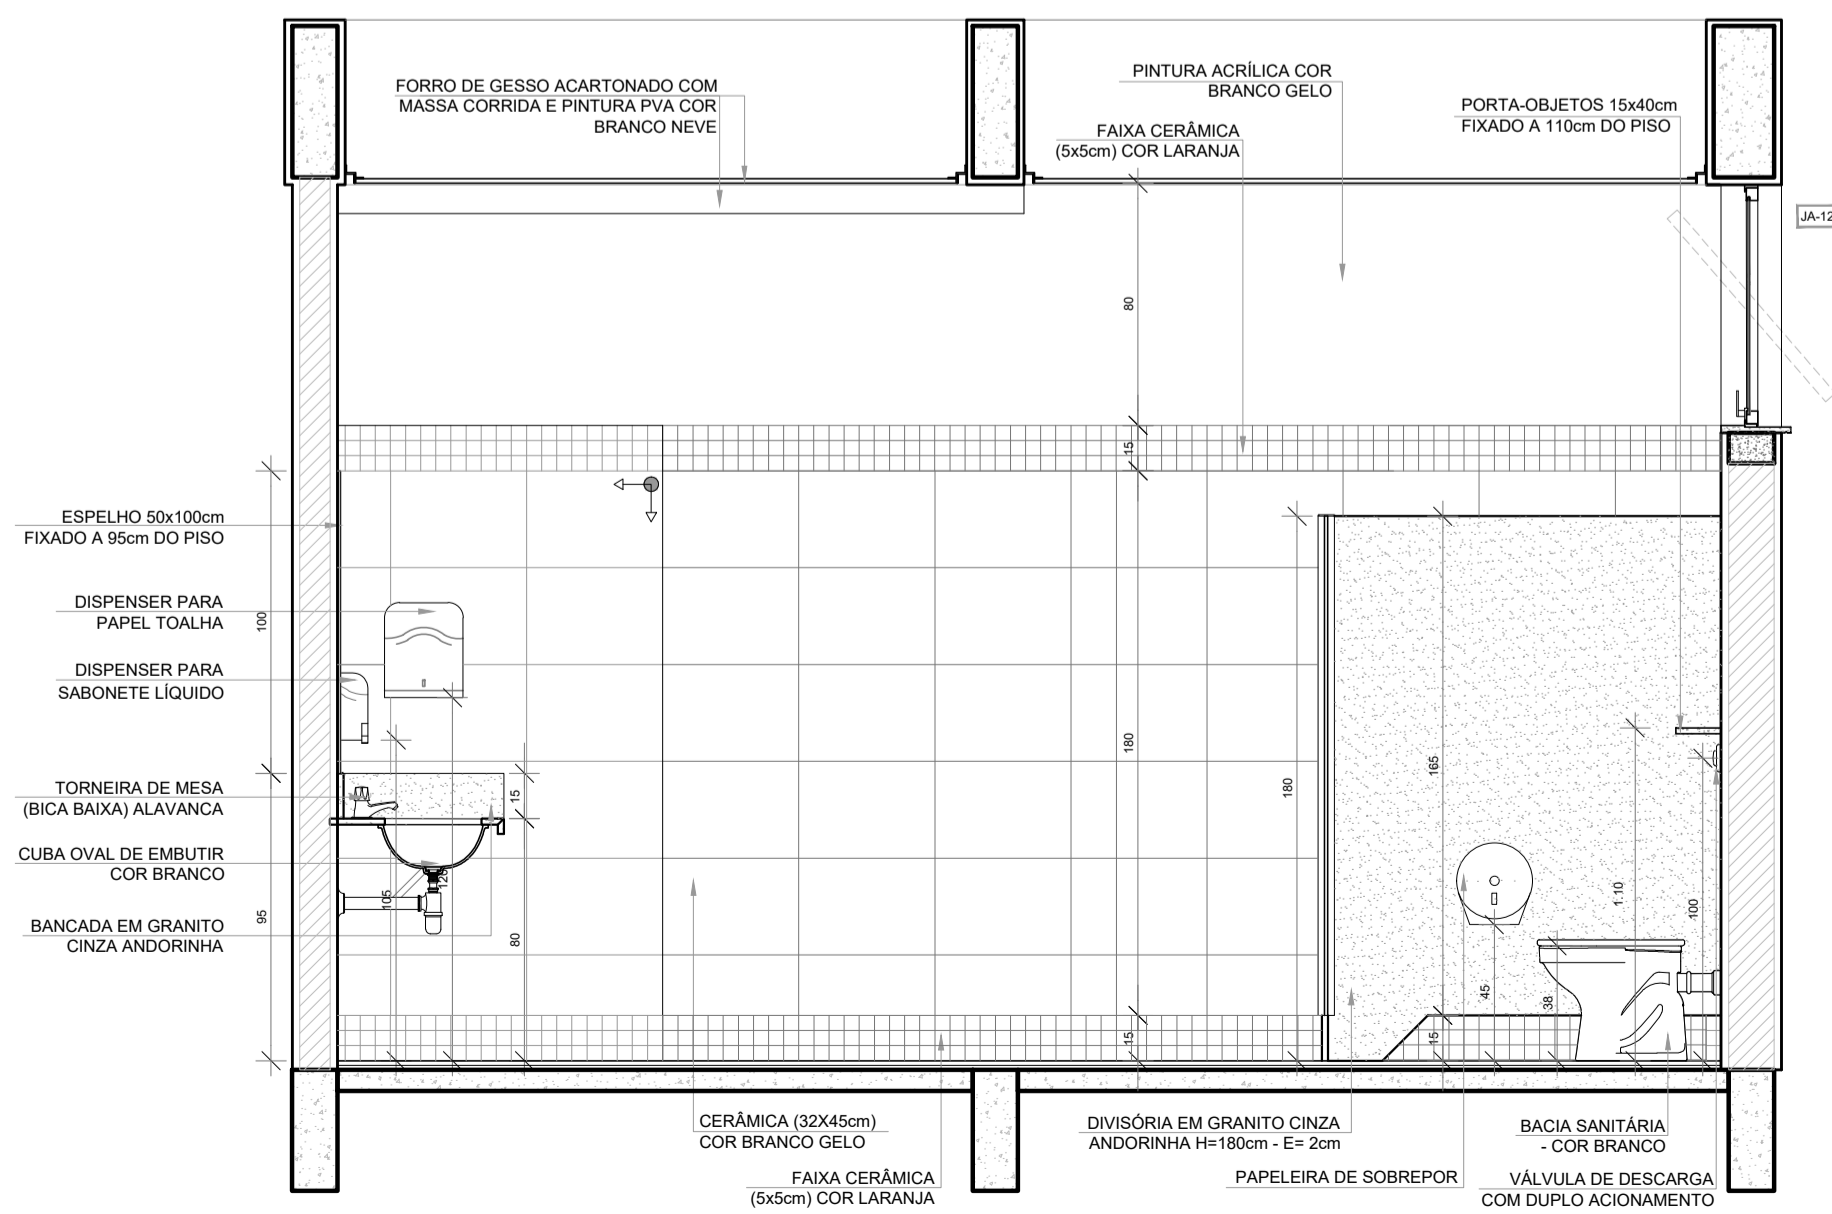 FORRO DE GESSO ACARTONADO COM
MASSA CORRIDA E PINTURA PVA COR
BRANCO NEVE
PINTURA ACRÍLICA COR
BRANCO GELO
FAIXA CERÂMICA
(5x5cm) COR LARANJA
PORTA-OBJETOS 15x40cm
FIXADO A 110cm DO PISO
JA-12
80
15
ESPELHO 50x100cm
FIXADO A 95cm DO PISO
DISPENSER PARA
PAPEL TOALHA
100
DISPENSER PARA
SABONETE LÍQUIDO
TORNEIRA DE MESA
(BICA BAIXA) ALAVANCA
15
CUBA OVAL DE EMBUTIR
COR BRANCO
BANCADA EM GRANITO
CINZA ANDORINHA
95
105
120
80
180
180
165
1.10
100
45
38
15
15
CERÂMICA (32X45cm)
COR BRANCO GELO
FAIXA CERÂMICA
(5x5cm) COR LARANJA
DIVISÓRIA EM GRANITO CINZA
ANDORINHA H=180cm - E= 2cm
PAPELEIRA DE SOBREPOR
BACIA SANITÁRIA
- COR BRANCO
VÁLVULA DE DESCARGA
COM DUPLO ACIONAMENTO